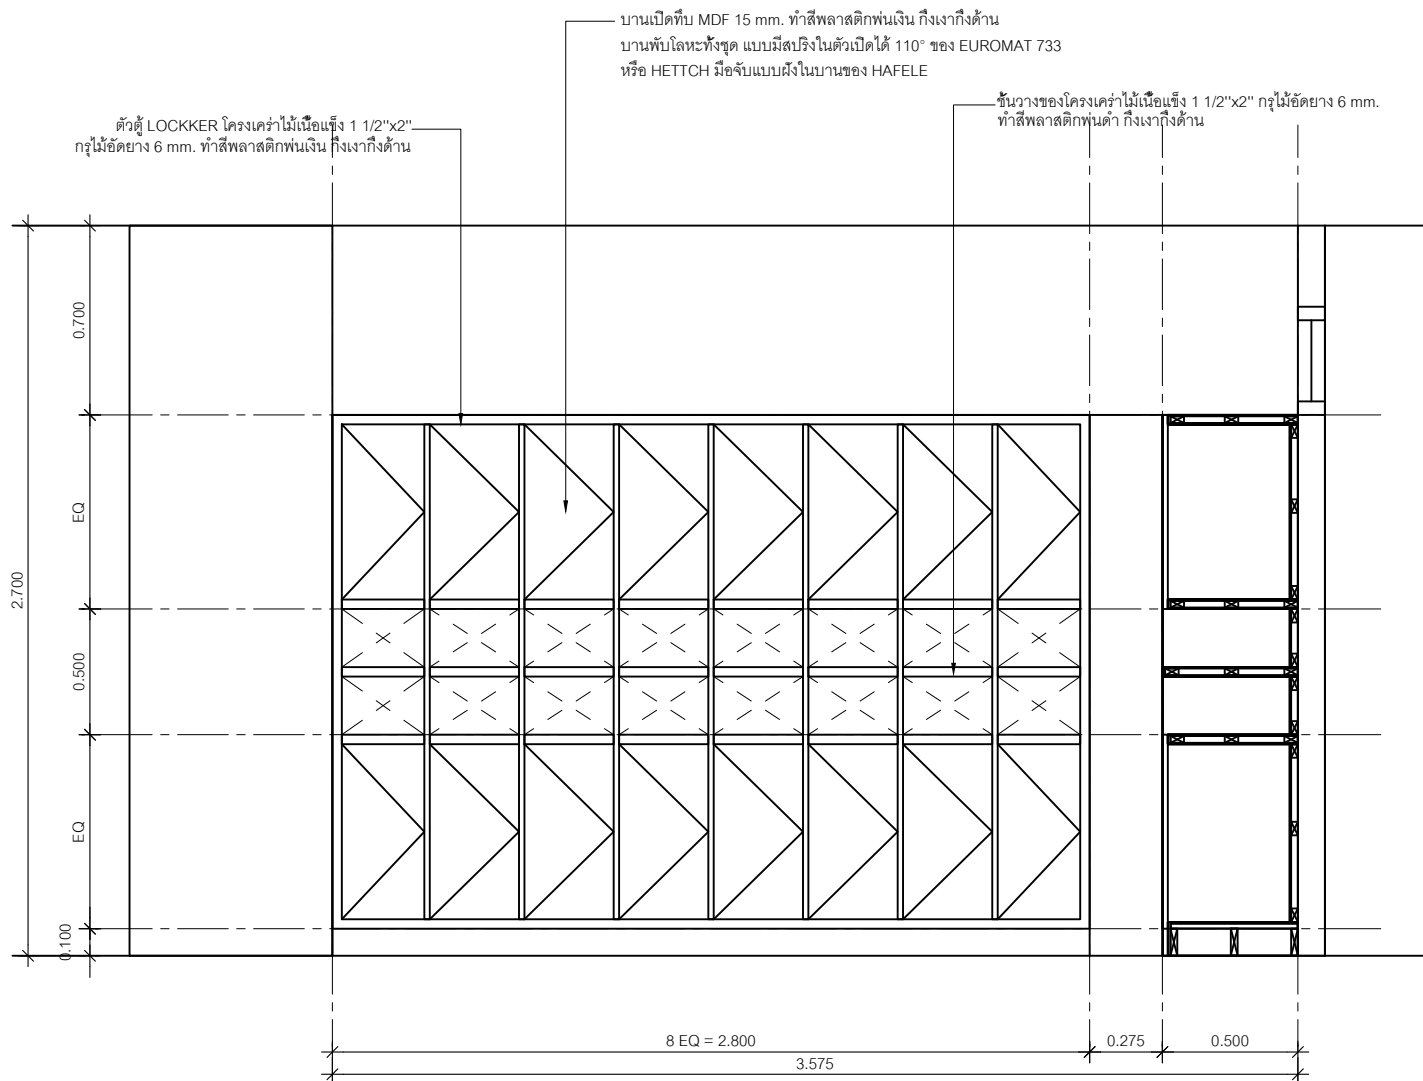 บานเปิดทึบ MDF 15 mm. ทำสีพลาสติกพ่นเงิน กึ่งเงากึ่งด้าน
บานพับโลหะทั้งชุด แบบมีสปริงในตัวเปิดได้ 110° ของ EUROMAT 733
หรือ HETTCH มือจับแบบฝังในบานของ HAFELE
ชั้นวางของโครงเคร่าไม้เนื้อแข็ง 1 1/2''x2'' กรุไม้อัดยาง 6 mm.
ทำสีพลาสติกพ่นดำ กึ่งเงากึ่งด้าน
ตัวตู้ LOCKKER โครงเคร่าไม้เนื้อแข็ง 1 1/2''x2''
กรุไม้อัดยาง 6 mm. ทำสีพลาสติกพ่นเงิน กึ่งเงากึ่งด้าน
0.700
EQ
2.700
0.500
EQ
0.100
8 EQ = 2.800
0.275
0.500
3.575